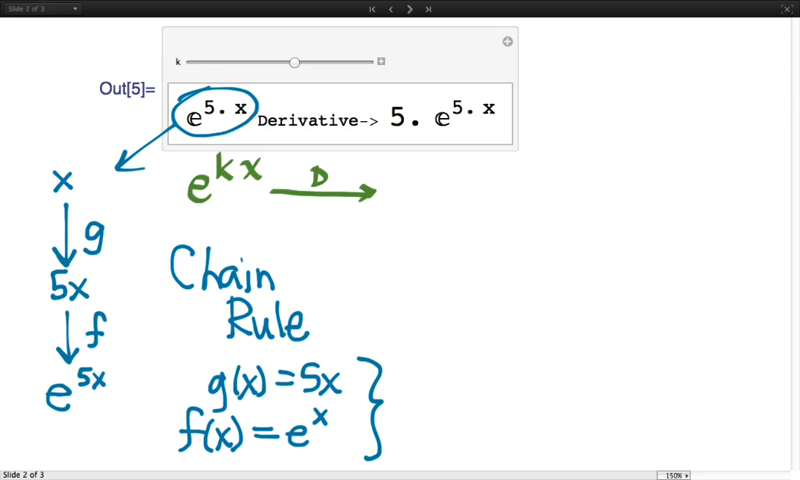 Slide 2 of 3
k
Out[5]=
e^5. x Derivative-> 5. e^5. x
e^kx D
x
g
5x
f
e^5x
Chain
Rule
g(x) = 5x
f(x) = e^x
Slide 2 of 3
150%